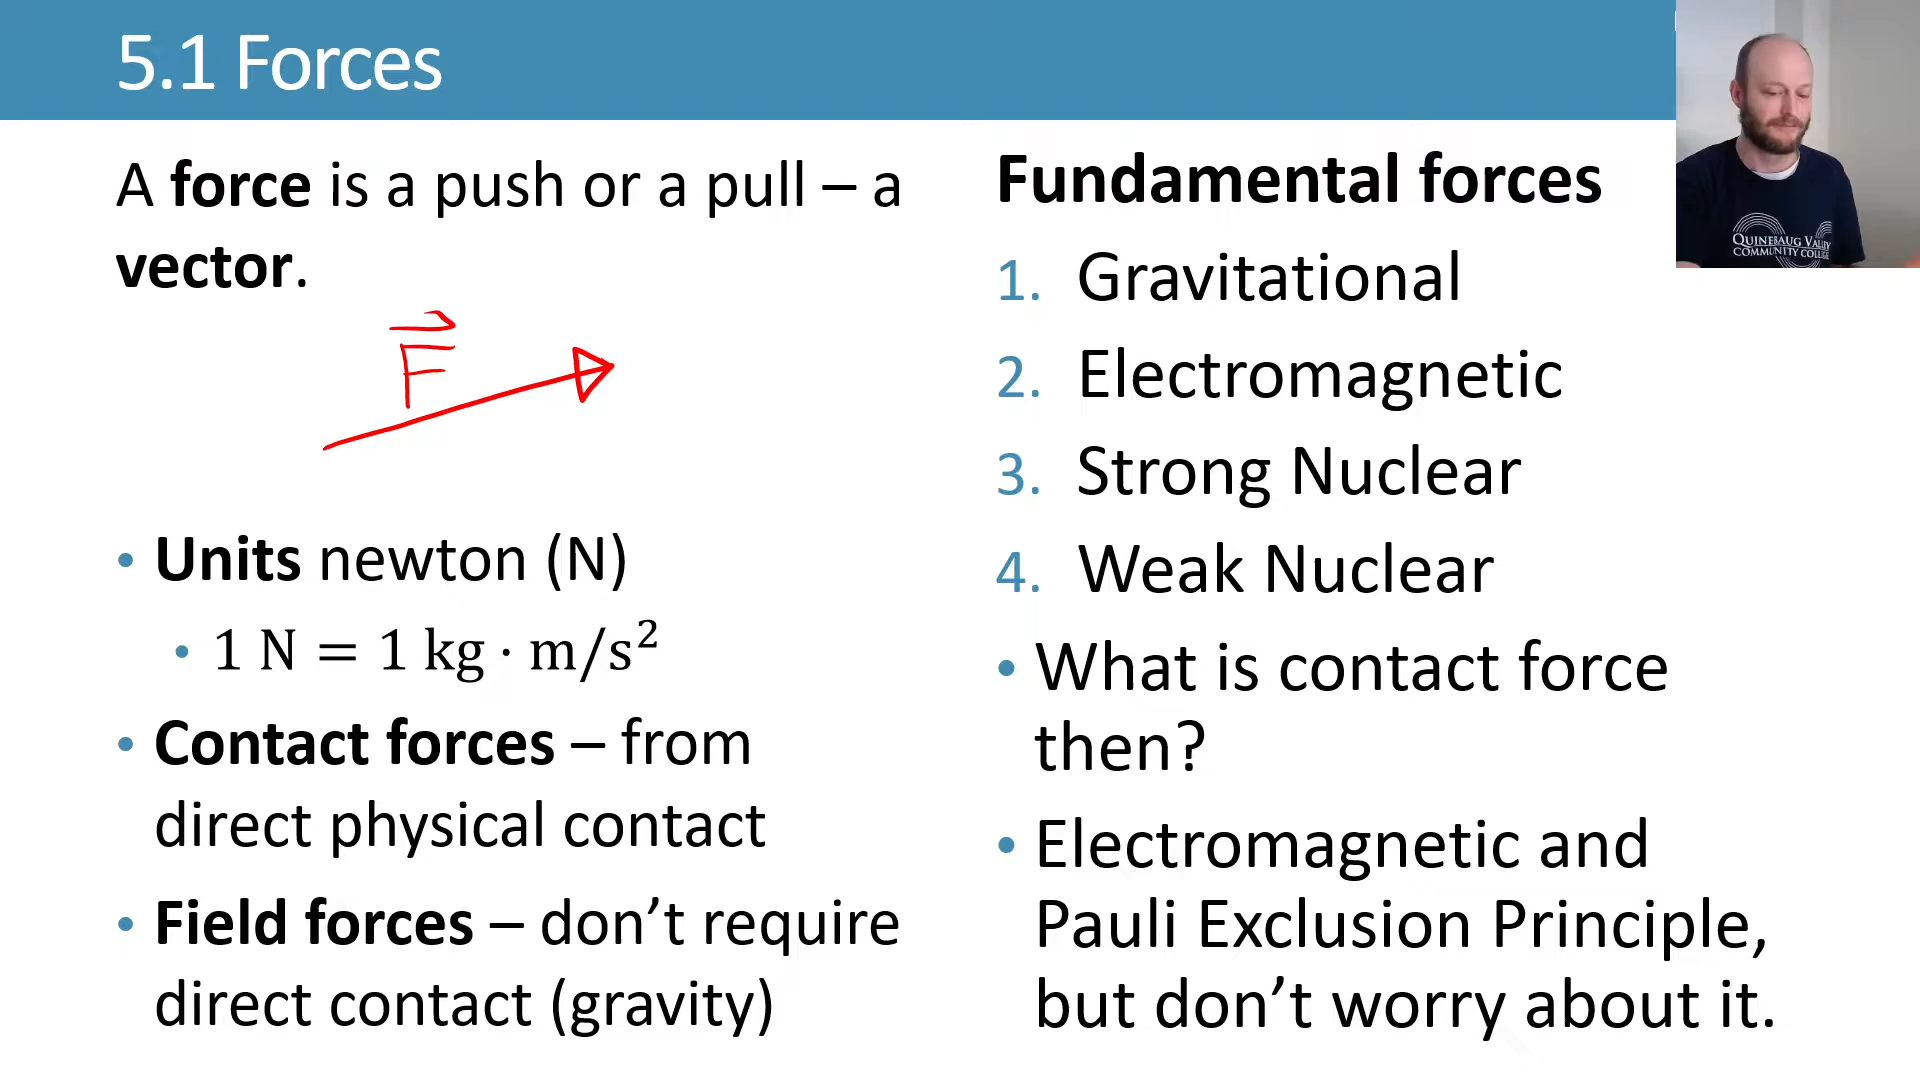 5.1 Forces
A force is a push or a pull – a
vector.
F
• Units newton (N)
• 1 N = 1 kg · m/s²
• Contact forces – from
direct physical contact
• Field forces – don’t require
direct contact (gravity)
Fundamental forces
1. Gravitational
2. Electromagnetic
3. Strong Nuclear
4. Weak Nuclear
• What is contact force
then?
• Electromagnetic and
Pauli Exclusion Principle,
but don’t worry about it.
QUINEBAUG VALLEY
COMMUNITY COLLEGE